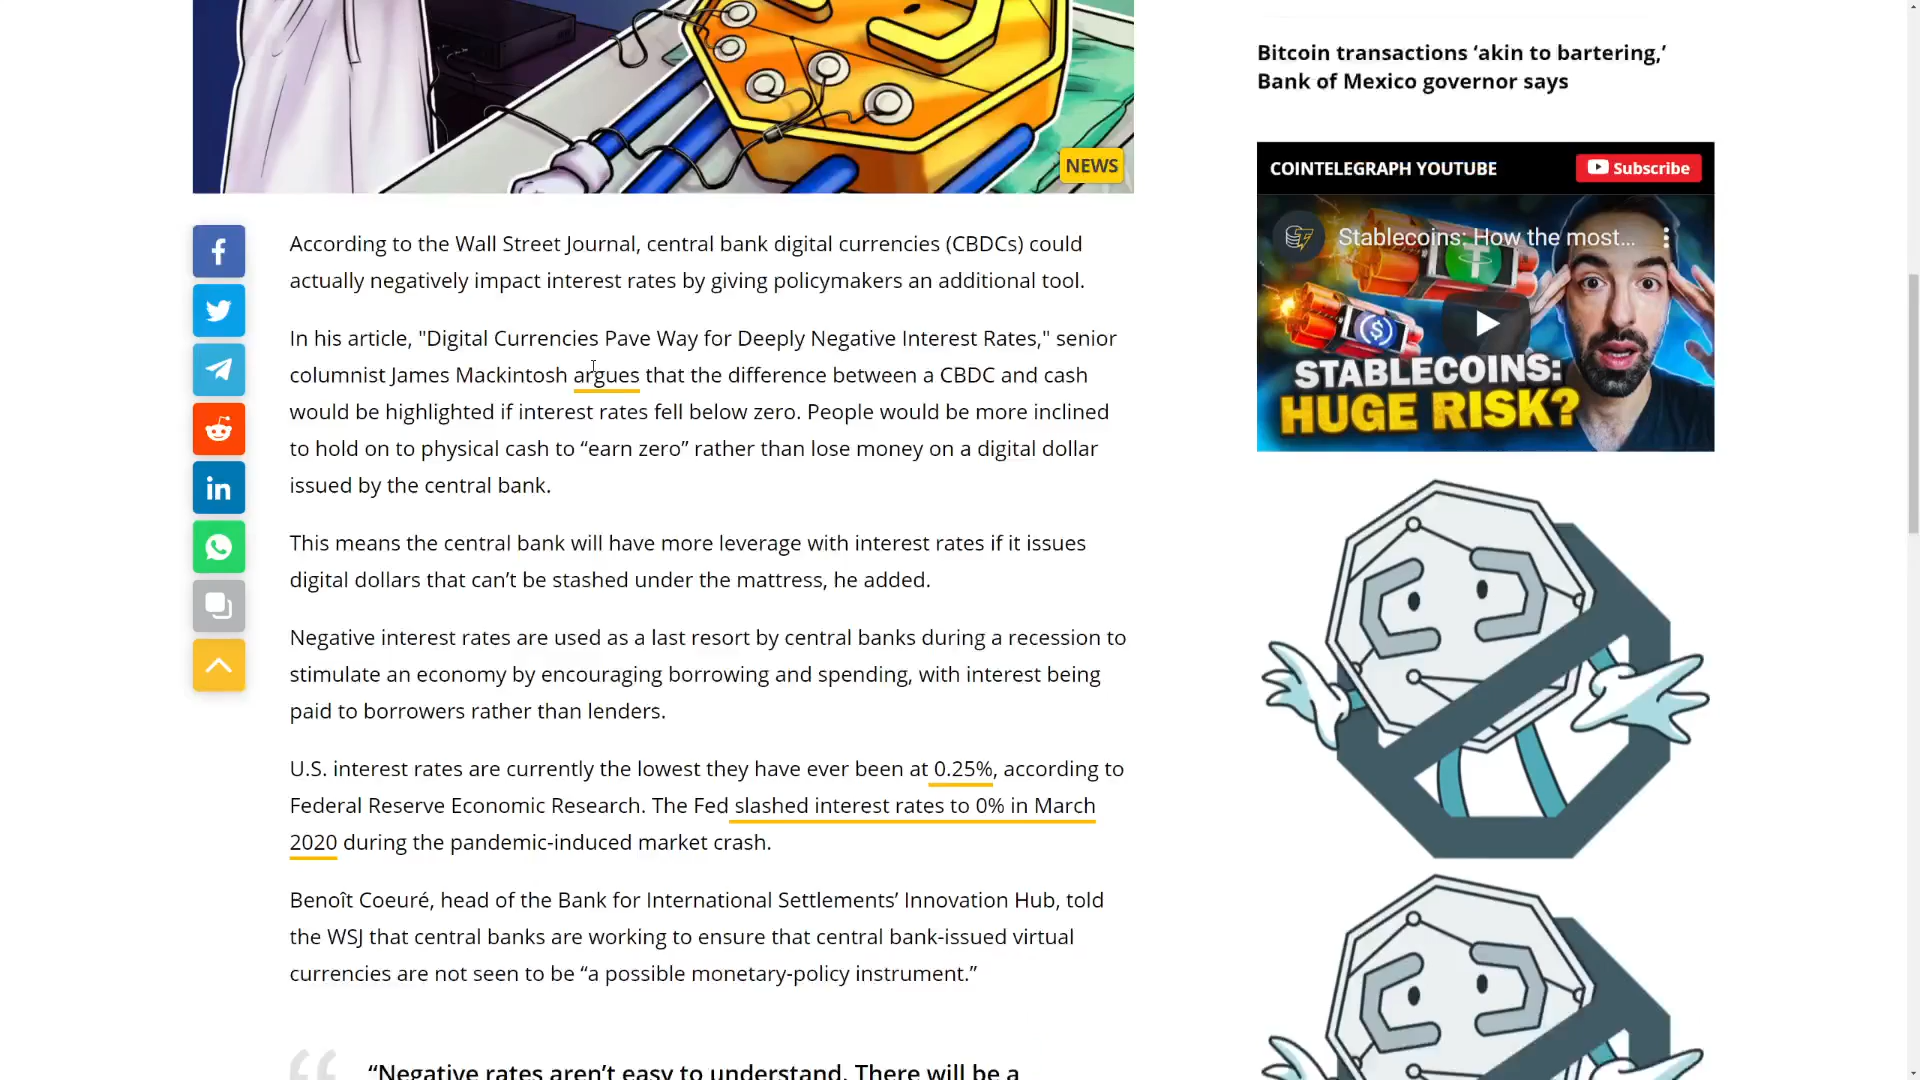 NEWS
According to the Wall Street Journal, central bank digital currencies (CBDCs) could
actually negatively impact interest rates by giving policymakers an additional tool.
In his article, "Digital Currencies Pave Way for Deeply Negative Interest Rates," senior
columnist James Mackintosh argues that the difference between a CBDC and cash
would be highlighted if interest rates fell below zero. People would be more inclined
to hold on to physical cash to “earn zero” rather than lose money on a digital dollar
issued by the central bank.
This means the central bank will have more leverage with interest rates if it issues
digital dollars that can’t be stashed under the mattress, he added.
Negative interest rates are used as a last resort by central banks during a recession to
stimulate an economy by encouraging borrowing and spending, with interest being
paid to borrowers rather than lenders.
U.S. interest rates are currently the lowest they have ever been at 0.25%, according to
Federal Reserve Economic Research. The Fed slashed interest rates to 0% in March
2020 during the pandemic-induced market crash.
Benoît Coeuré, head of the Bank for International Settlements’ Innovation Hub, told
the WSJ that central banks are working to ensure that central bank-issued virtual
currencies are not seen to be “a possible monetary-policy instrument.”
“Negative rates aren’t easy to understand. There will be a
Bitcoin transactions ‘akin to bartering,’
Bank of Mexico governor says
COINTELEGRAPH YOUTUBE
Subscribe
Stablecoins: How the most...
STABLECOINS:
HUGE RISK?